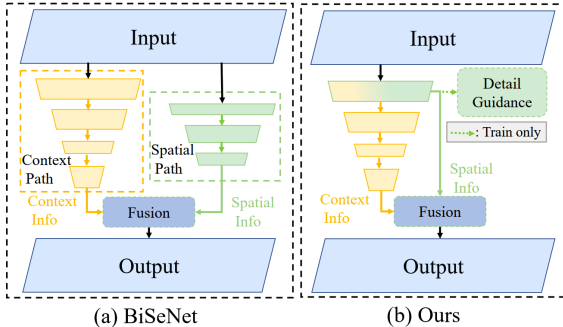 Input
Context
Path
Spatial
Path
Context
Info
Fusion
Spatial
Info
Output
(a) BiSeNet
Input
Detail
Guidance
: Train only
Spatial
Info
Context
Info
Fusion
Output
(b) Ours